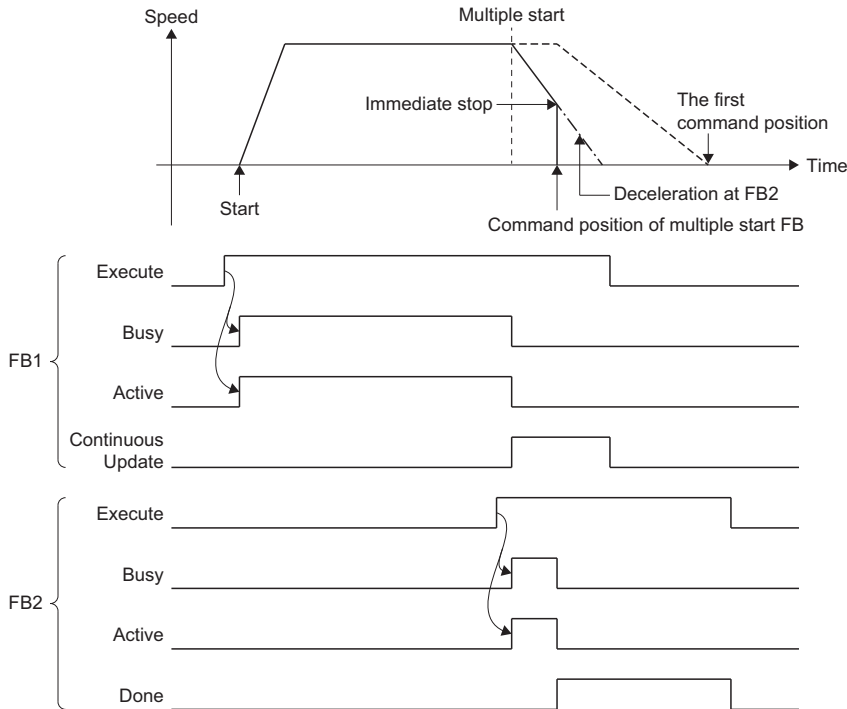 Speed
Multiple start
Immediate stop
The first
command position
Time
Start
Deceleration at FB2
Command position of multiple start FB
FB1
Execute
Busy
Active
Continuous
Update
FB2
Execute
Busy
Active
Done